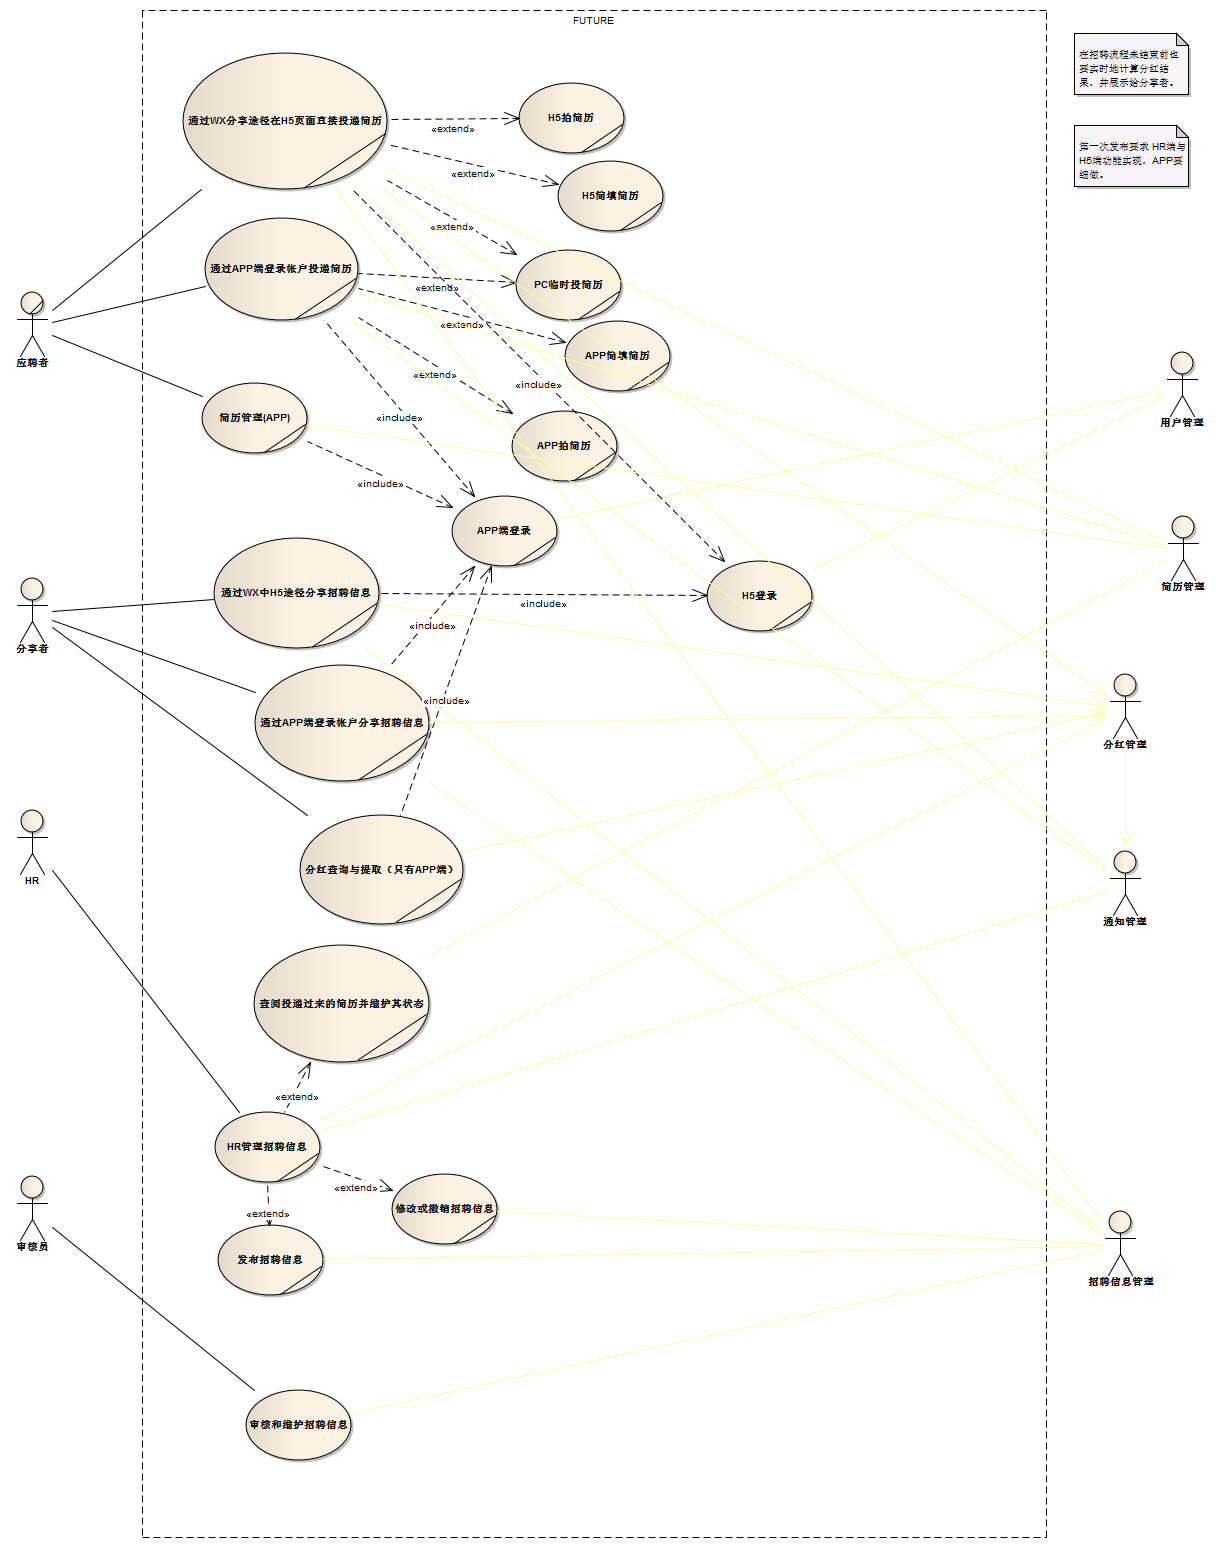 FUTURE
在招聘流程未结束前也
要实时地计算分红结
果，并展示给分享者。
第一次发布要求 HR端与
H5端功能实现，APP要
细做。
通过WX分享途径在H5页面直接投递简历
«extend»
H5拍简历
«extend»
H5简填简历
«extend»
通过APP端登录帐户投递简历
«extend»
PC临时投简历
«extend»
APP简填简历
应聘者
«extend»
«include»
用户管理
简历管理(APP)
«include»
APP拍简历
«include»
APP端登录
简历管理
通过WX中H5途径分享招聘信息
H5登录
«include»
分享者
«include»
«include»
通过APP端登录帐户分享招聘信息
分红管理
分红查询与提取（只有APP端）
HR
通知管理
查阅投递过来的简历并维护其状态
«extend»
HR管理招聘信息
«extend»
修改或撤销招聘信息
«extend»
审核员
发布招聘信息
招聘信息管理
审核和维护招聘信息